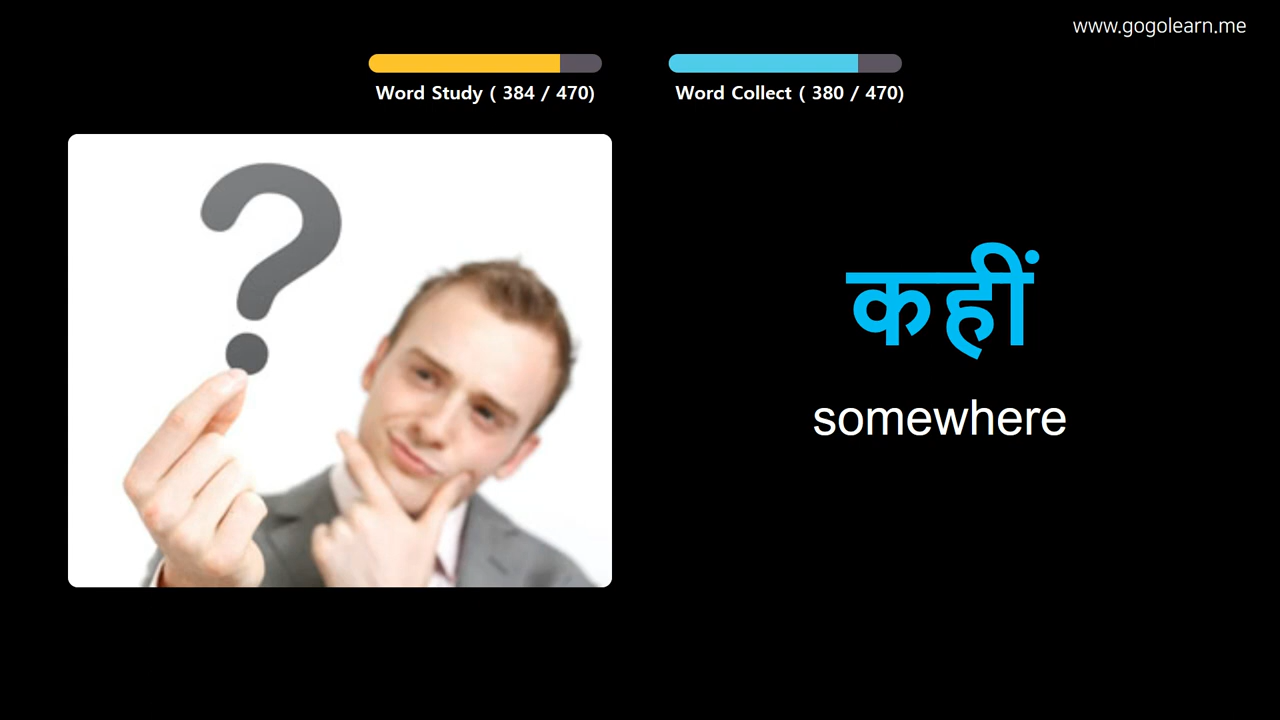 www.gogolearn.me
Word Study ( 384 / 470)
Word Collect ( 380 / 470)
?
कहीं
somewhere